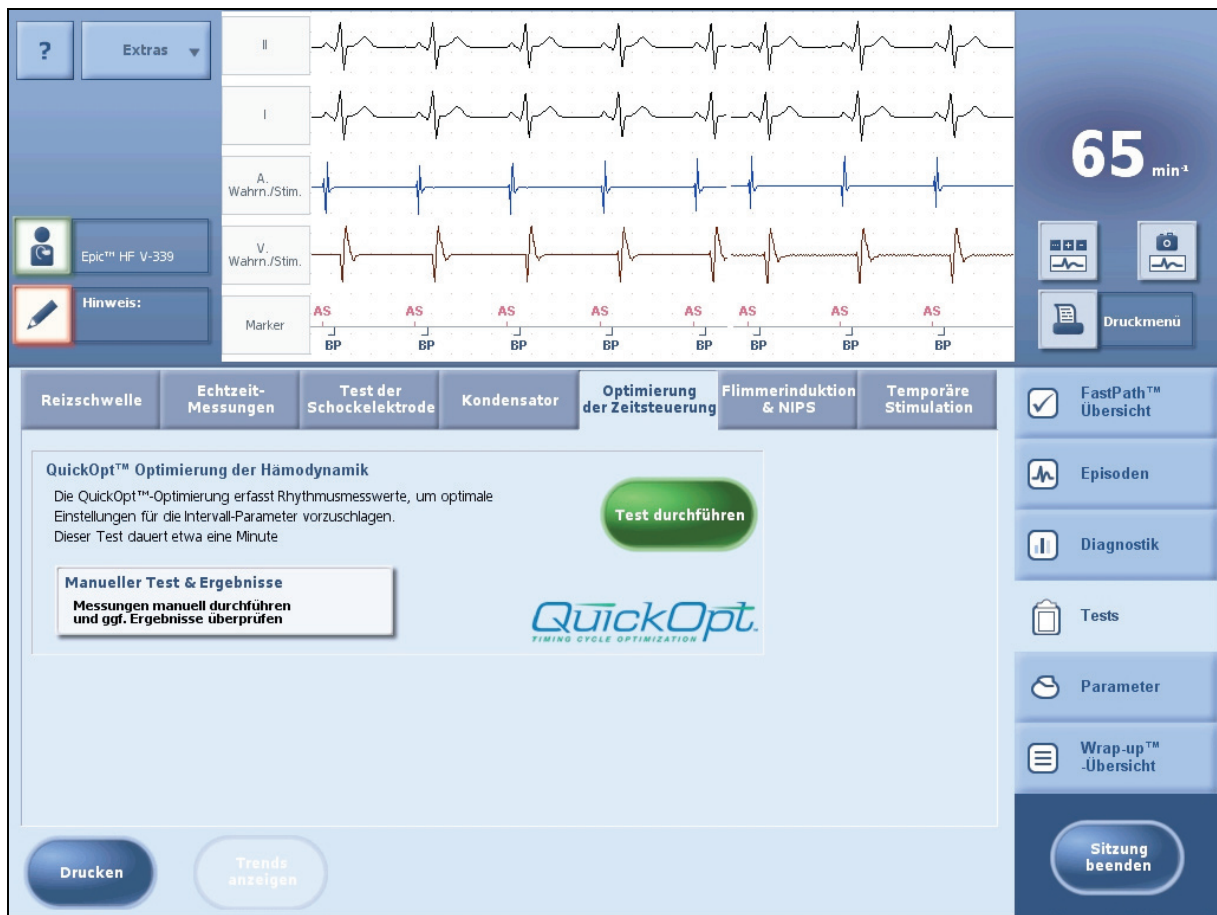 ?
Extras
II
I
A.
Wahrn./Stim.
V.
Wahrn./Stim.
Marker
AS AS AS AS AS AS AS AS
BP BP BP BP BP BP BP BP
Epic™ HF V-339
Hinweis:
65 min-1
Druckmenü
Reizschwelle
Echtzeit-
Messungen
Test der
Schockelektrode
Kondensator
Optimierung
der Zeitsteuerung
Flimmerinduktion
& NIPS
Temporäre
Stimulation
QuickOpt™ Optimierung der Hämodynamik
Die QuickOpt™-Optimierung erfasst Rhythmusmesswerte, um optimale
Einstellungen für die Intervall-Parameter vorzuschlagen.
Dieser Test dauert etwa eine Minute
Test durchführen
Manueller Test & Ergebnisse
Messungen manuell durchführen
und ggf. Ergebnisse überprüfen
QuickOpt.
TIMING CYCLE OPTIMIZATION
FastPath™
Übersicht
Episoden
Diagnostik
Tests
Parameter
Wrap-up™
-Übersicht
Drucken
Trends
anzeigen
Sitzung
beenden